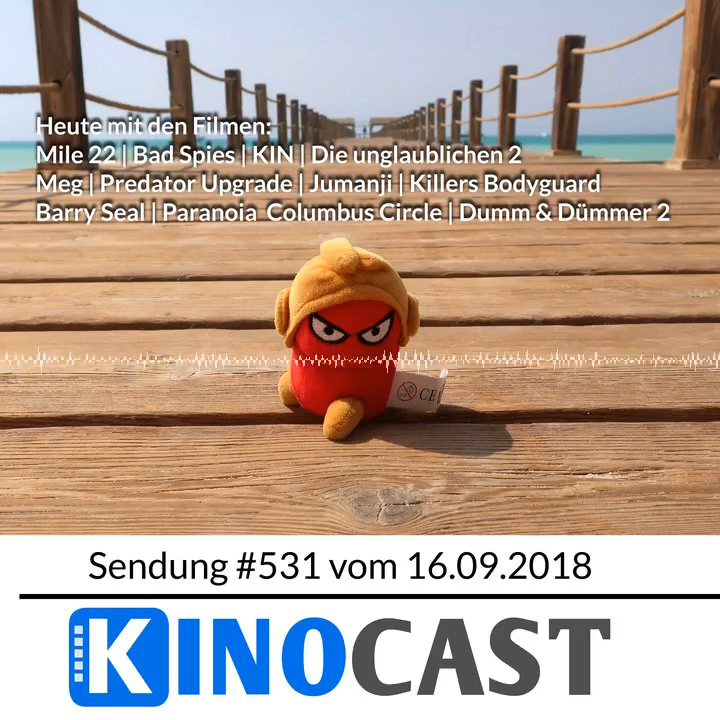 Heute mit den Filmen:
Mile 22 | Bad Spies | KIN | Die unglaublichen 2
Meg | Predator Upgrade | Jumanji | Killers Bodyguard
Barry Seal | Paranoia Columbus Circle | Dumm & Dümmer 2
CE
Sendung #531 vom 16.09.2018
KINOCAST